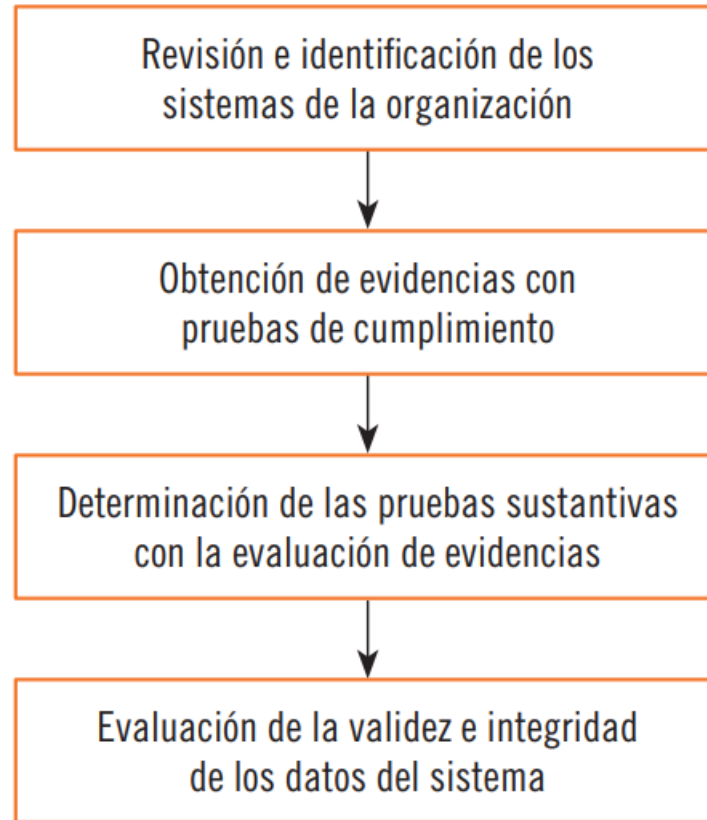 Revisión e identificación de los
sistemas de la organización
Obtención de evidencias con
pruebas de cumplimiento
Determinación de las pruebas sustantivas
con la evaluación de evidencias
Evaluación de la validez e integridad
de los datos del sistema